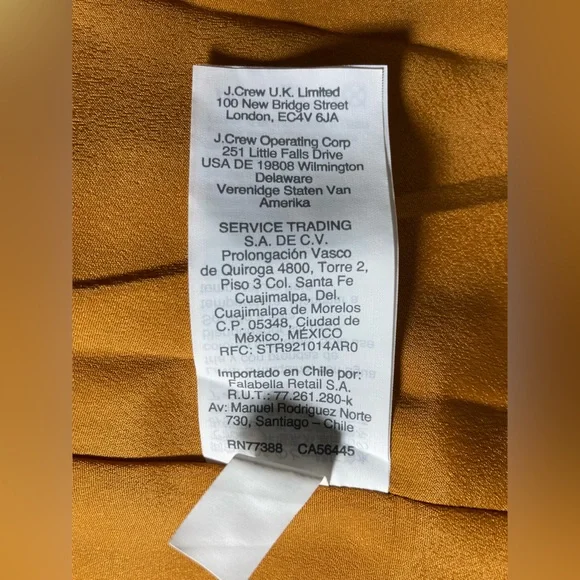 J.Crew U.K. Limited
100 New Bridge Street
London, EC4V 6JA
J.Crew Operating Corp
251 Little Falls Drive
USA DE 19808 Wilmington
Delaware
Verenidge Staten Van
Amerika
SERVICE TRADING
S.A. DE C.V.
Prolongación Vasco
de Quiroga 4800, Torre 2,
Piso 3 Col. Santa Fe
Cuajimalpa, Del.
Cuajimalpa de Morelos
C.P. 05348, Ciudad de
México, MÉXICO
RFC: STR921014AR0
Importado en Chile por:
Falabella Retail S.A.
R.U.T.: 77.261.280-k
Av: Manuel Rodriguez Norte
730, Santiago – Chile
RN77388 CA56445